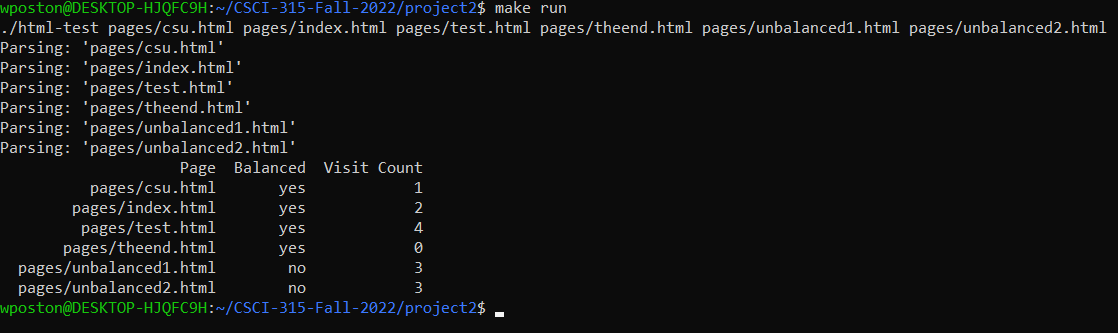 wposton@DESKTOP-HJQFC9H:~/CSCI-315-Fall-2022/project2$ make run
./html-test pages/csu.html pages/index.html pages/test.html pages/theend.html pages/unbalanced1.html pages/unbalanced2.html
Parsing: 'pages/csu.html'
Parsing: 'pages/index.html'
Parsing: 'pages/test.html'
Parsing: 'pages/theend.html'
Parsing: 'pages/unbalanced1.html'
Parsing: 'pages/unbalanced2.html'
                    Page  Balanced  Visit Count
          pages/csu.html       yes            1
        pages/index.html       yes            2
         pages/test.html       yes            4
       pages/theend.html       yes            0
  pages/unbalanced1.html        no            3
  pages/unbalanced2.html        no            3
wposton@DESKTOP-HJQFC9H:~/CSCI-315-Fall-2022/project2$